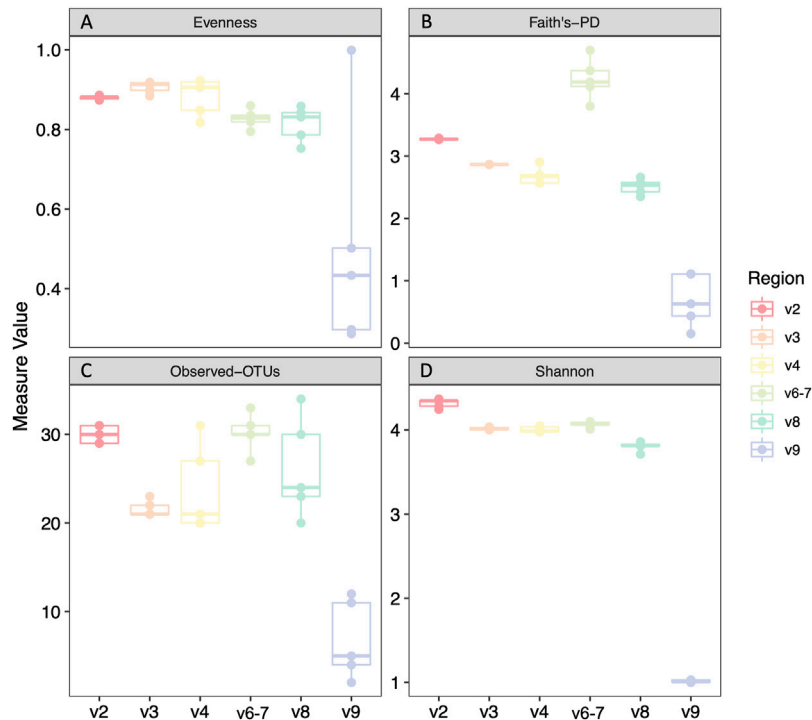 A Evenness
B Faith's−PD
1.0
0.8
0.6
0.4
4
3
2
1
0
Measure Value
C Observed−OTUs
D Shannon
30
20
10
4
3
2
1
v2 v3 v4 v6-7 v8 v9
v2 v3 v4 v6-7 v8 v9
Region
v2
v3
v4
v6-7
v8
v9